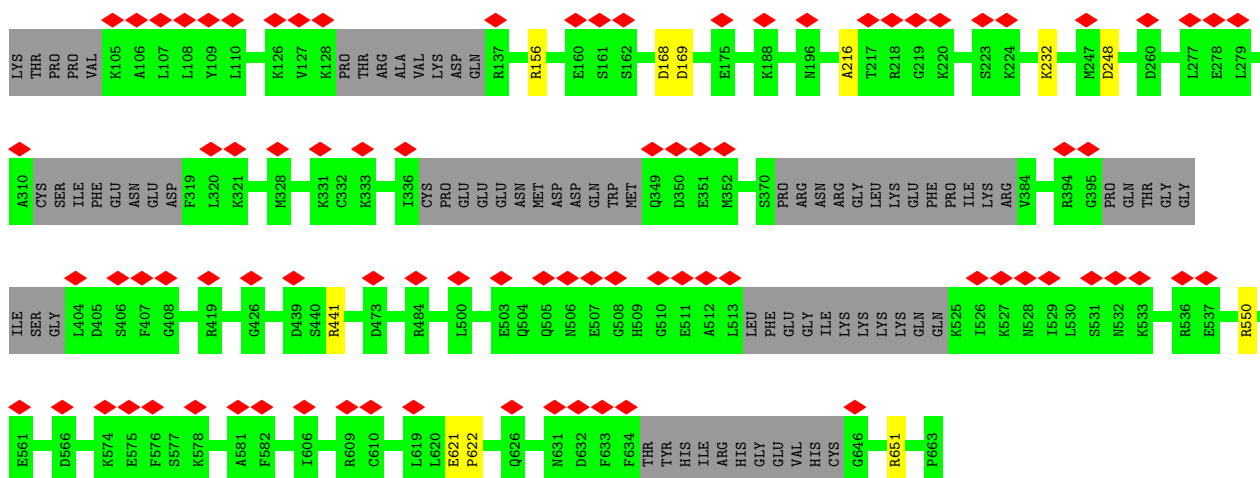 LYS THR PRO PRO VAL K105 A106 L107 L108 Y109 L110 K126 V127 K128 PRO THR ARG ALA VAL LYS ASP GLN R137 R156 E160 S161 S162 D168 D169 E175 K188 N196 A216 T217 R218 G219 K220 S223 K224 K232 M247 D248 D260 L277 E278 L279
A310 CYS SER ILE PHE GLU ASN GLU ASP F319 L320 K321 M328 K331 C332 K333 I336 CYS PRO GLU GLU GLU ASN MET ASP ASP GLN TRP MET Q349 D350 E351 M352 S370 PRO ARG ASN ARG GLY LEU LYS GLU PHE PRO ILE LYS ARG V384 R394 G395 PRO GLN THR GLY GLY
ILE SER GLY L404 D405 S406 F407 G408 R419 G426 D439 S440 R441 D473 R484 L500 E503 Q504 Q505 N506 E507 G508 H509 G510 E511 A512 L513 LEU PHE GLU GLY ILE LYS LYS LYS LYS GLN GLN K525 I526 K527 N528 I529 L530 S531 N532 K533 R536 E537 R550
E561 D566 K574 E575 F576 S577 K578 A581 F582 I606 R609 C610 L619 L620 E621 P622 Q626 N631 D632 F633 F634 THR TYR HIS ILE ARG HIS GLY GLU VAL HIS CYS G646 R651 P663